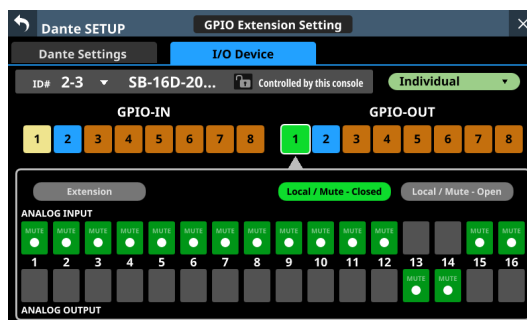 Dante SETUP GPIO Extension Setting ×
Dante Settings I/O Device
ID# 2-3 ▼ SB-16D-20... Controlled by this console Individual ▼
GPIO-IN GPIO-OUT
1 2 3 4 5 6 7 8 1 2 3 4 5 6 7 8
Extension Local / Mute - Closed Local / Mute - Open
ANALOG INPUT
MUTE MUTE MUTE MUTE MUTE MUTE MUTE MUTE MUTE MUTE MUTE MUTE MUTE MUTE
1 2 3 4 5 6 7 8 9 10 11 12 13 14 15 16
MUTE MUTE
ANALOG OUTPUT